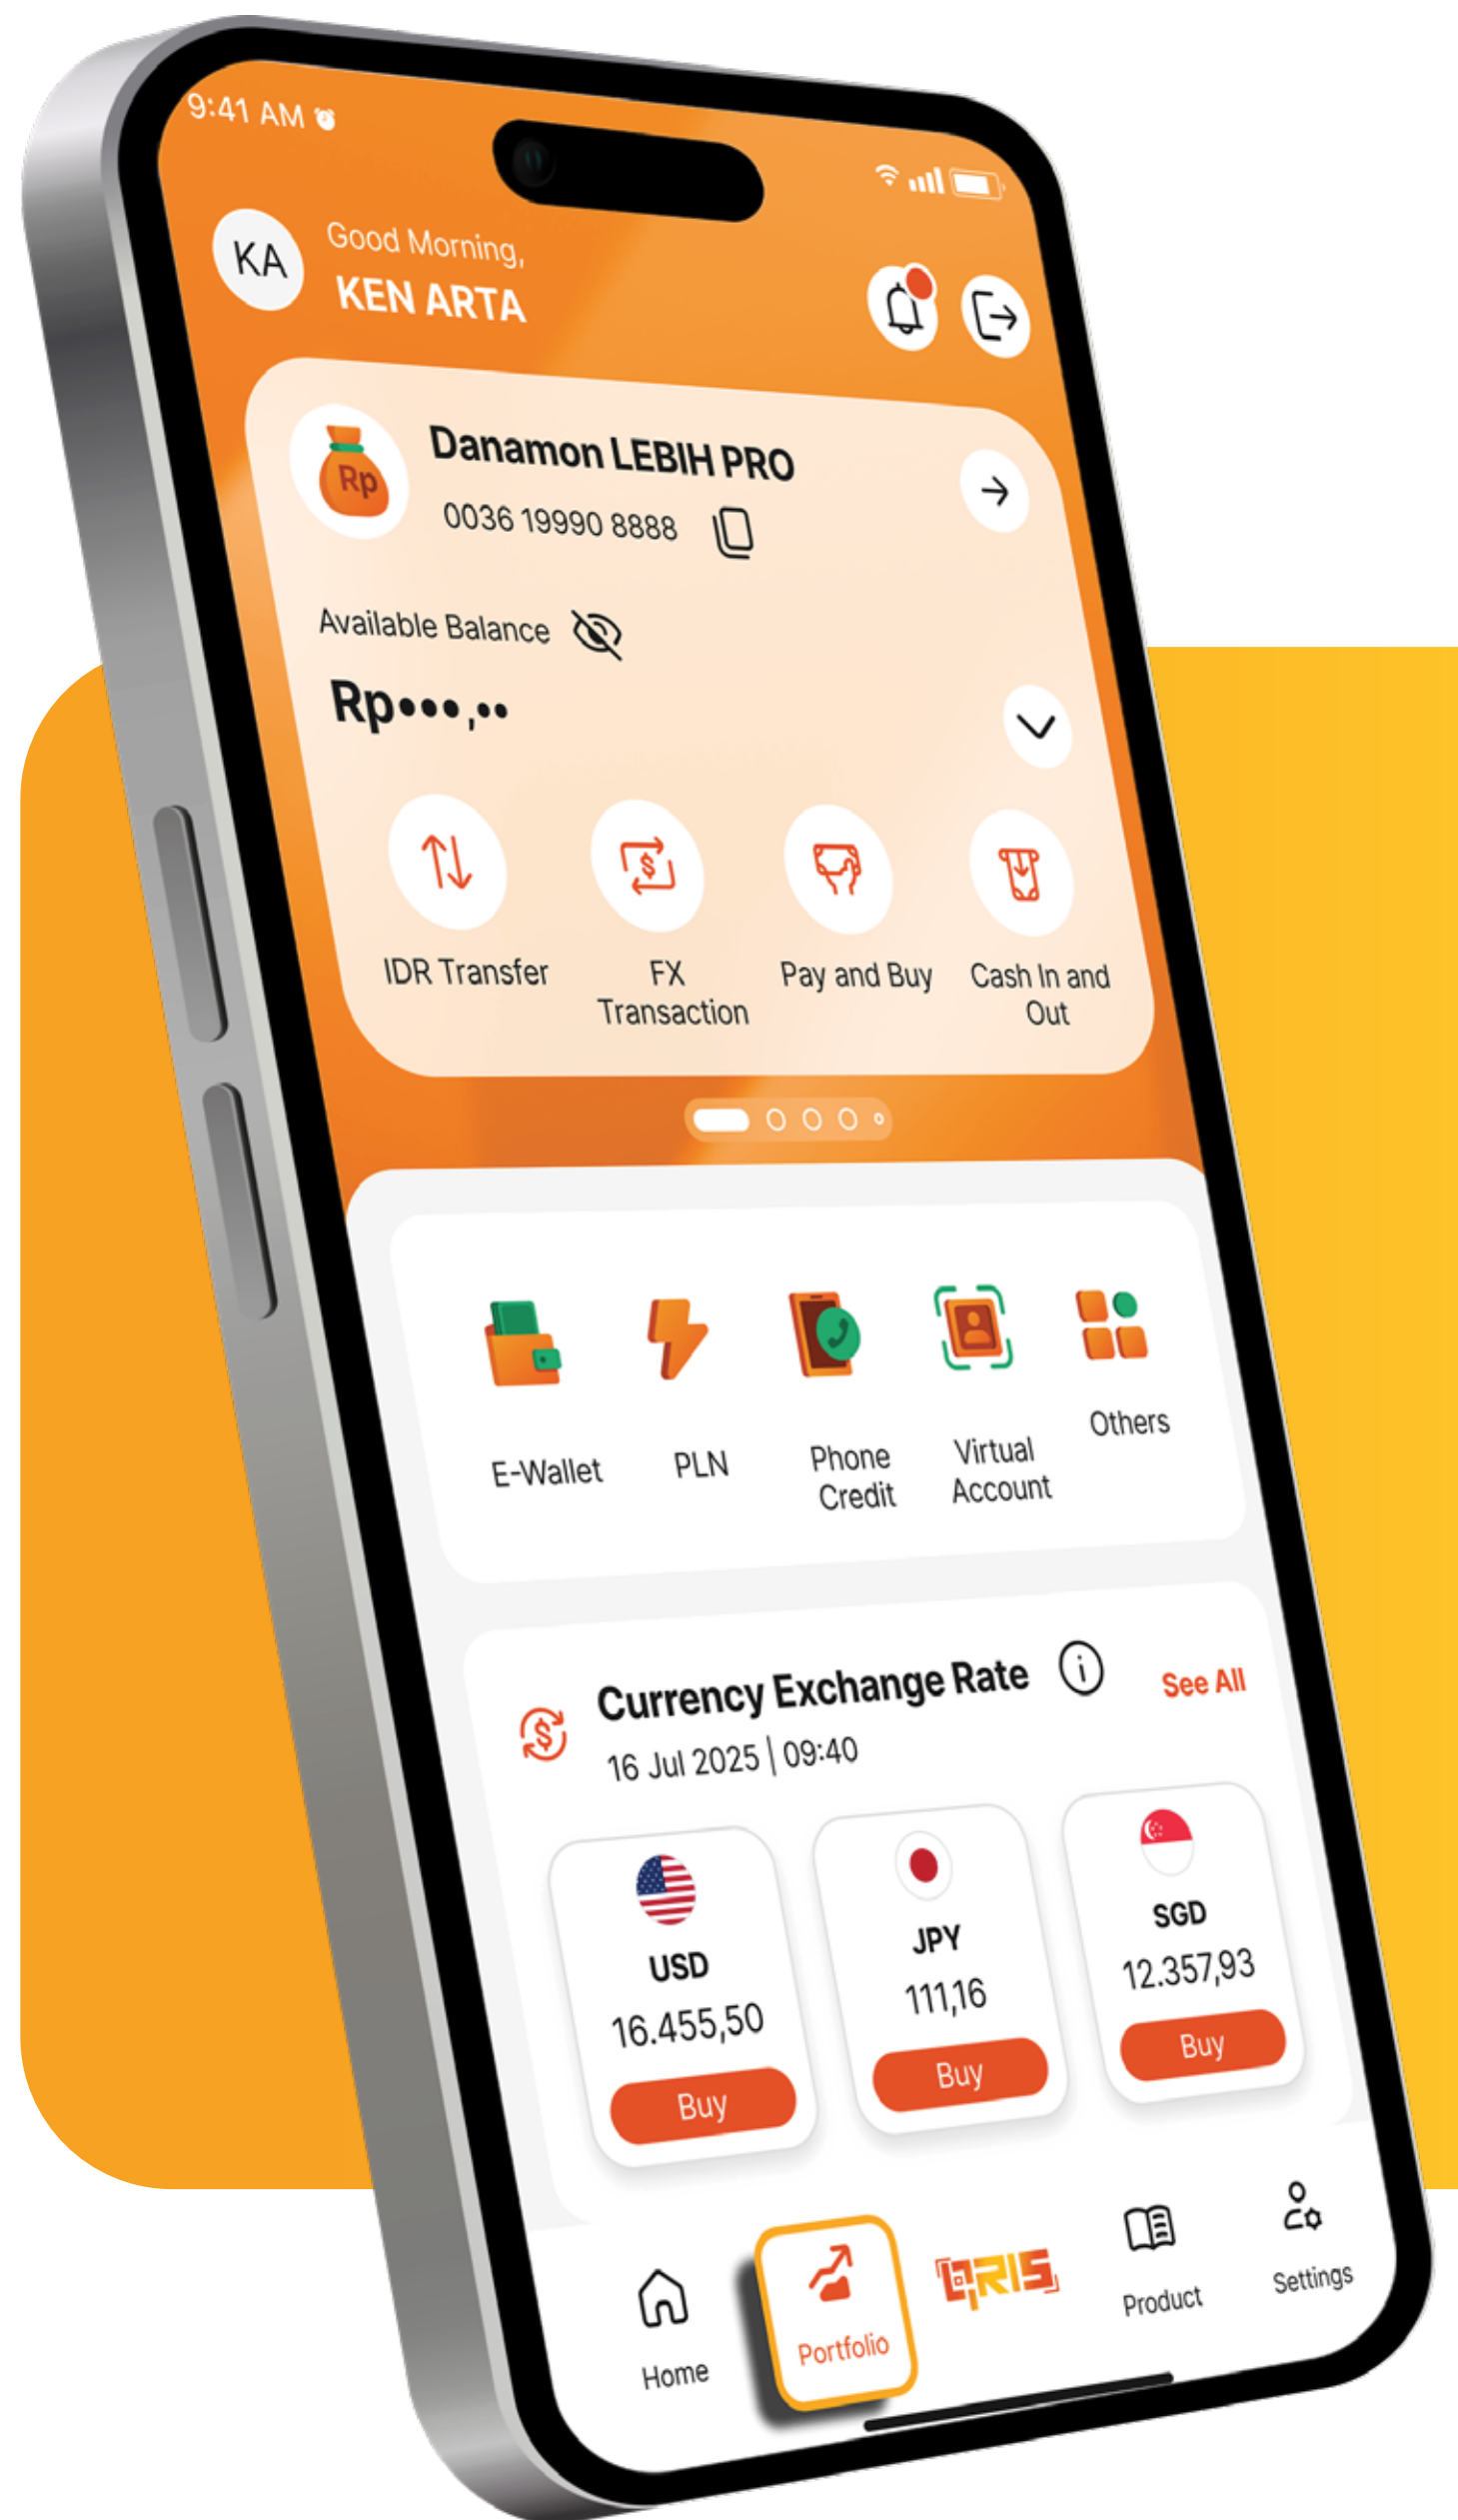 9:41 AM
KA
Good Morning,
KEN ARTA
Rp
Danamon LEBIH PRO
0036 19990 8888
Available Balance
Rp•••,••
IDR Transfer
FX
Transaction
Pay and Buy
Cash In and
Out
E-Wallet
PLN
Phone
Credit
Virtual
Account
Others
Currency Exchange Rate
See All
16 Jul 2025 | 09:40
USD
16.455,50
Buy
JPY
111,16
Buy
SGD
12.357,93
Buy
Home
Portfolio
QRIS
Product
Settings